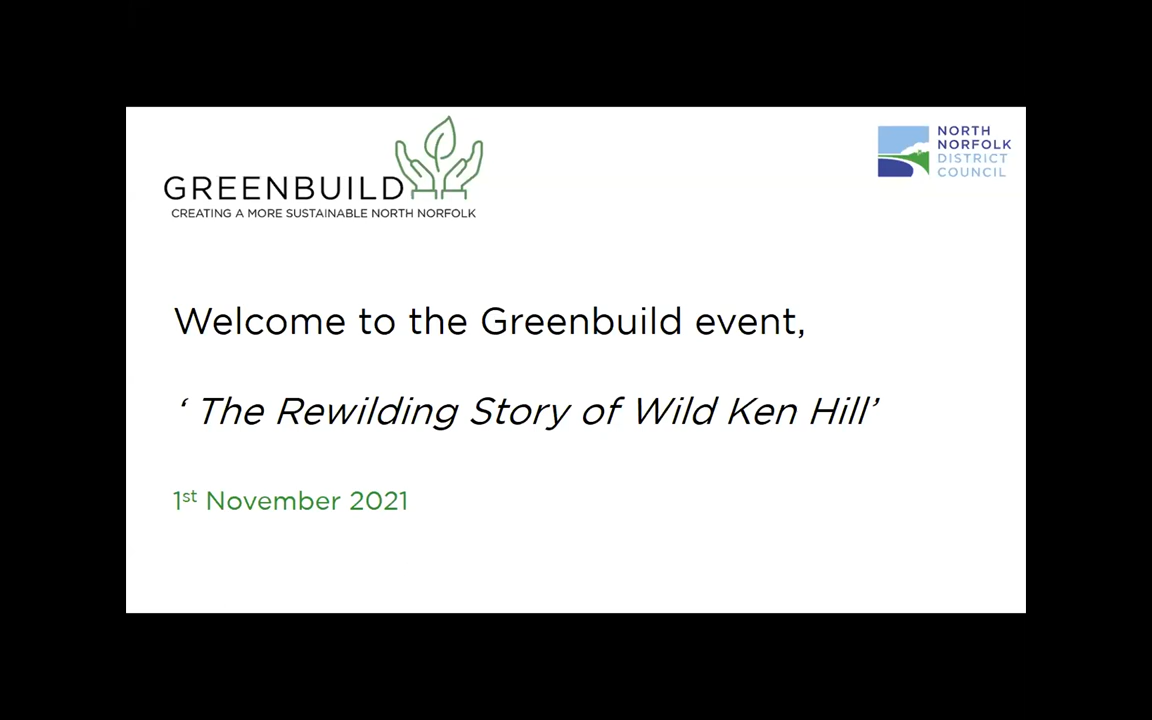 GREENBUILD
CREATING A MORE SUSTAINABLE NORTH NORFOLK
NORTH
NORFOLK
DISTRICT
COUNCIL
Welcome to the Greenbuild event,
‘ The Rewilding Story of Wild Ken Hill’
1st November 2021